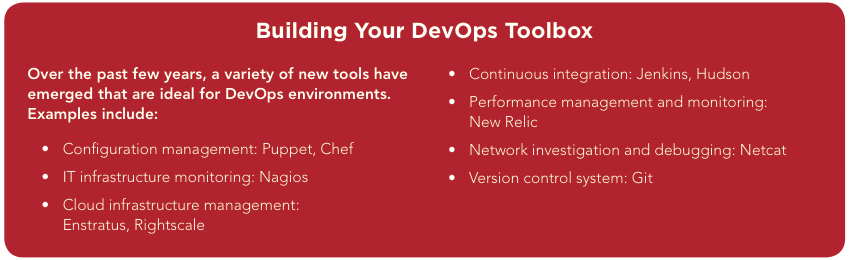 Building Your DevOps Toolbox
Over the past few years, a variety of new tools have
emerged that are ideal for DevOps environments.
Examples include:
• Configuration management: Puppet, Chef
• IT infrastructure monitoring: Nagios
• Cloud infrastructure management:
Enstratus, Rightscale
• Continuous integration: Jenkins, Hudson
• Performance management and monitoring:
New Relic
• Network investigation and debugging: Netcat
• Version control system: Git